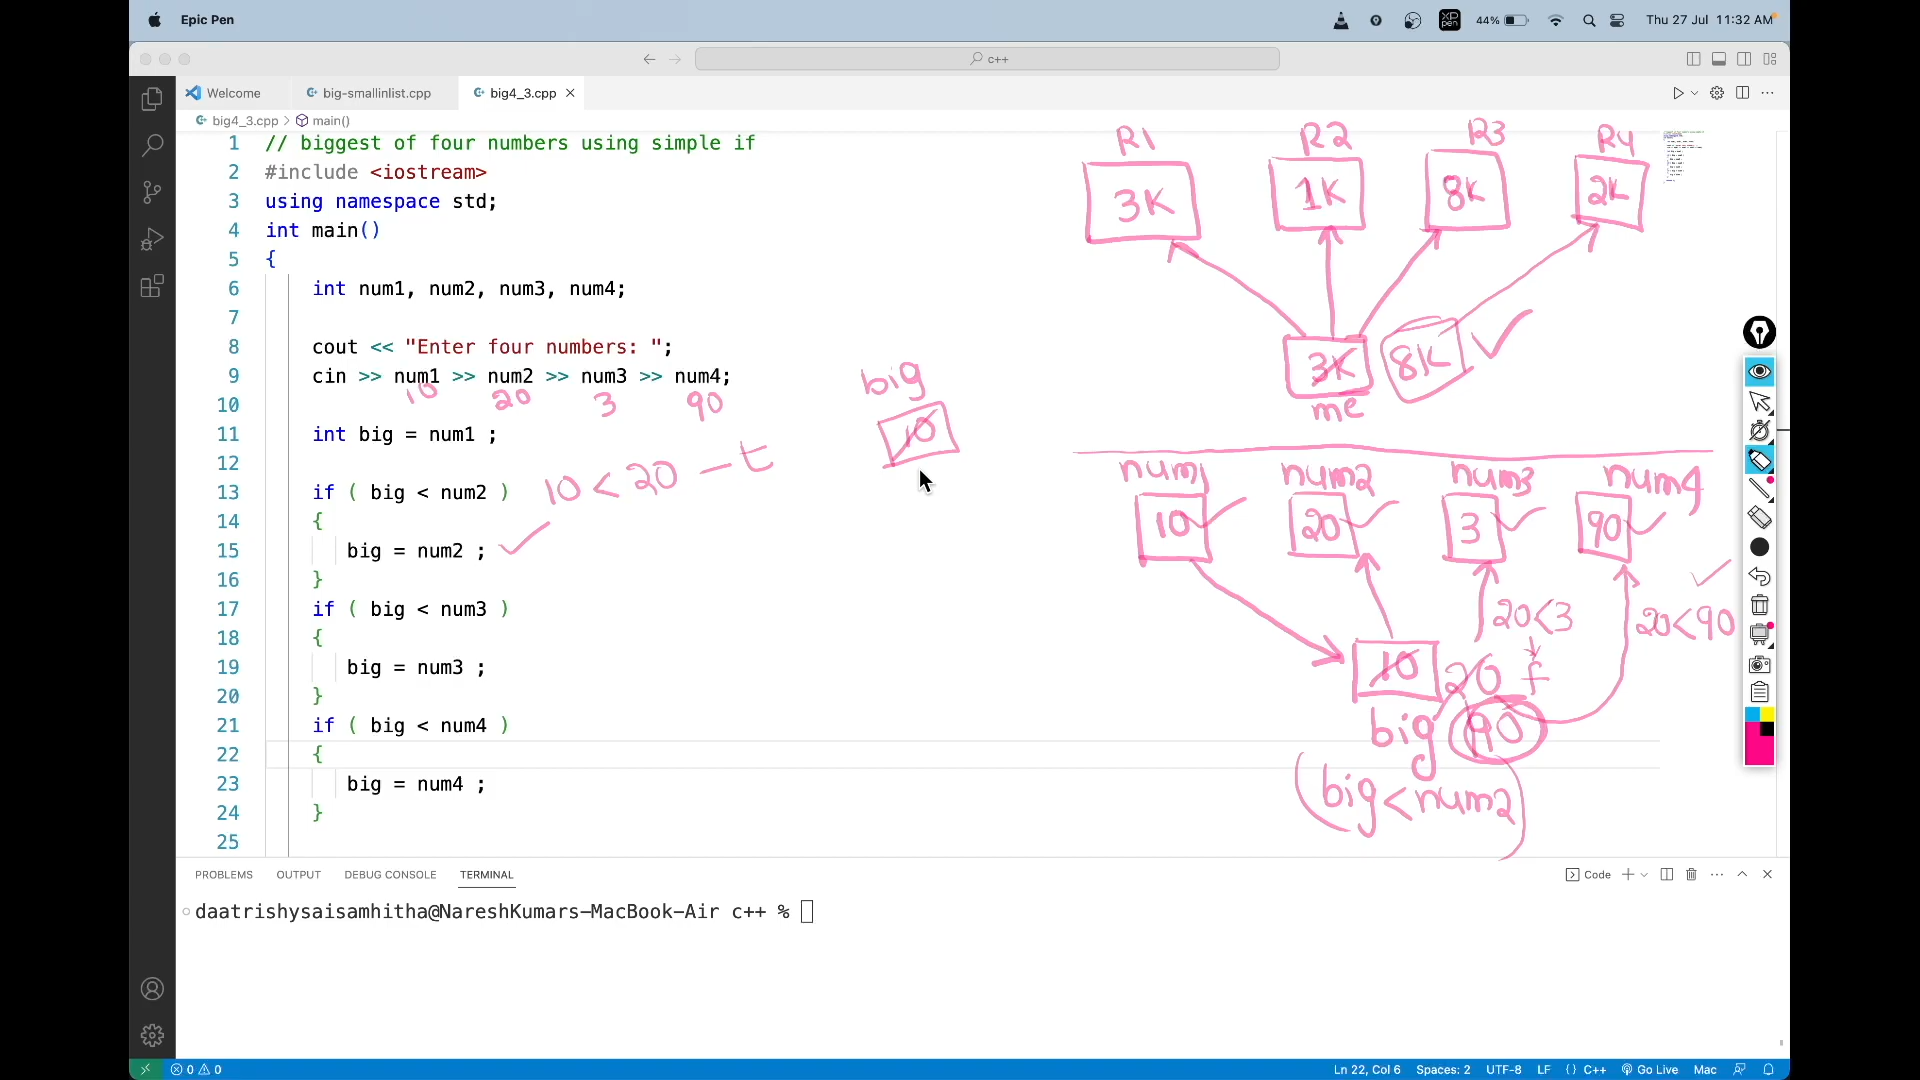 Epic Pen
44%
Thu 27 Jul 11:32 AM
c++
Welcome
big-smallinlist.cpp
big4_3.cpp
big4_3.cpp > main()
1 // biggest of four numbers using simple if
2 #include <iostream>
3 using namespace std;
4 int main()
5 {
6 int num1, num2, num3, num4;
7
8 cout << "Enter four numbers: ";
9 cin >> num1 >> num2 >> num3 >> num4;
10 20 3 90
10
11 int big = num1 ;
12
13 if ( big < num2 ) 10 < 20 - t
14 {
15 big = num2 ;
16 }
17 if ( big < num3 )
18 {
19 big = num3 ;
20 }
21 if ( big < num4 )
22 {
23 big = num4 ;
24 }
25
big
10
R1 R2 R3 R4
3K 1K 8K 2K
3K 8K
me
num1 num2 num3 num4
10 20 3 90
20<3 20<90
10 20 f
big 90
(big<num2)
PROBLEMS OUTPUT DEBUG CONSOLE TERMINAL
Code
daatrishysaisamhitha@NareshKumars-MacBook-Air c++ %
0 0
Ln 22, Col 6 Spaces: 2 UTF-8 LF {} C++ Go Live Mac